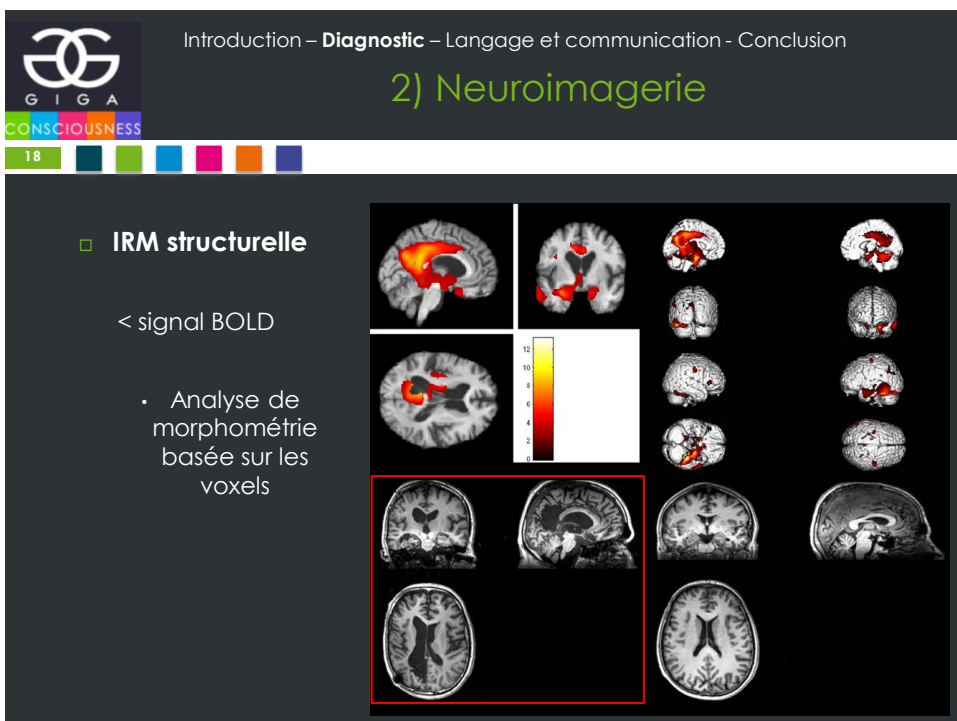 Introduction – Diagnostic – Langage et communication - Conclusion
2) Neuroimagerie
G I G A
CONSCIOUSNESS
18
IRM structurelle
< signal BOLD
• Analyse de
morphométrie
basée sur les
voxels
12
10
8
6
4
2
0